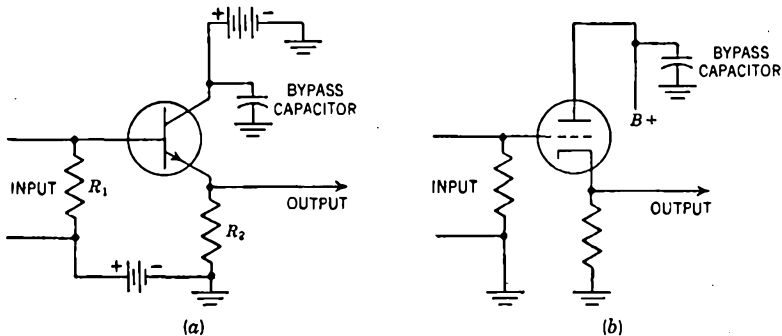 + -
BYPASS
CAPACITOR
INPUT
R1
OUTPUT
R2
+ -
(a)
BYPASS
CAPACITOR
B+
INPUT
OUTPUT
(b)